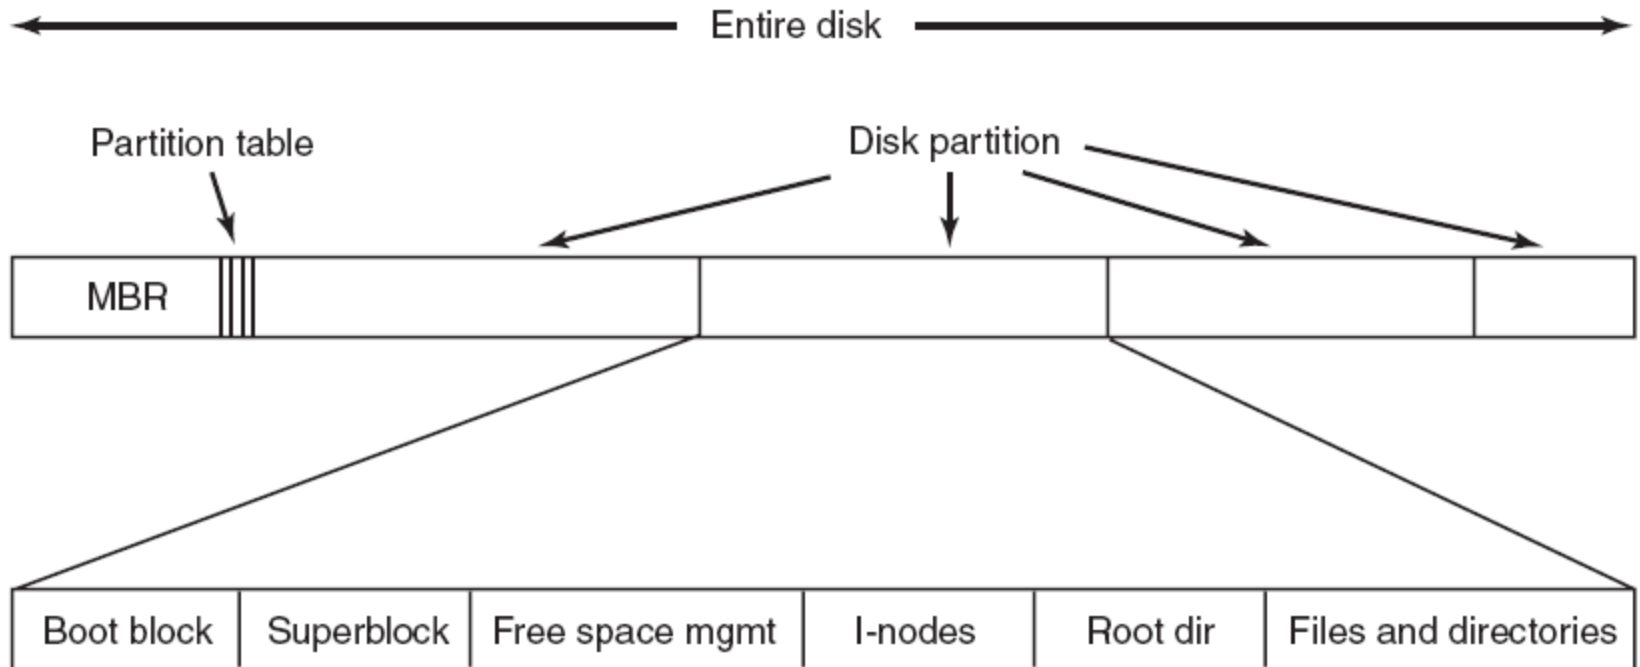 Entire disk
Partition table
Disk partition
MBR
Boot block
Superblock
Free space mgmt
I-nodes
Root dir
Files and directories